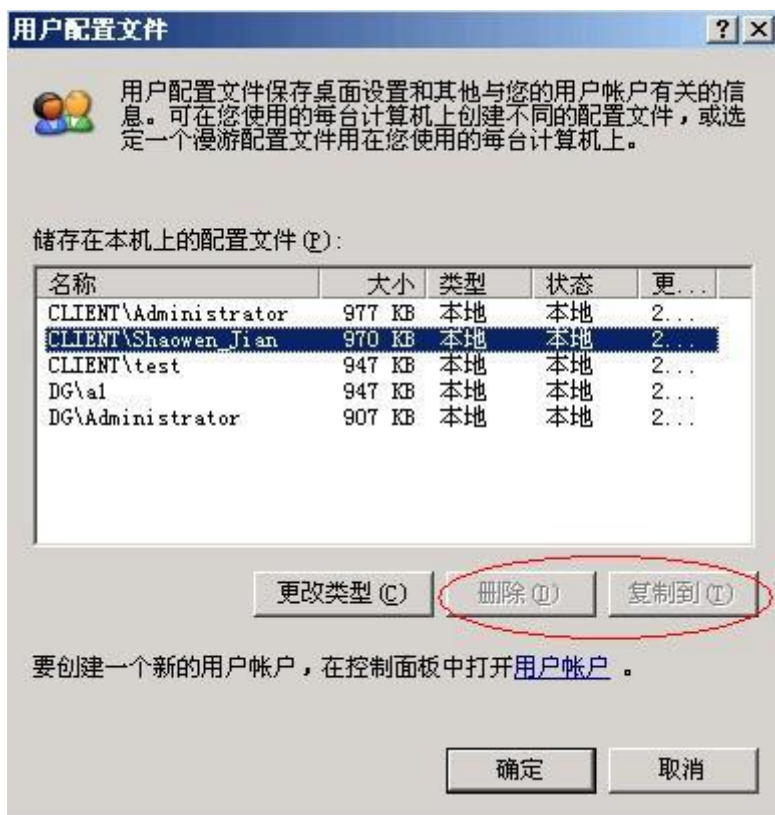 用户配置文件
用户配置文件保存桌面设置和其他与您的用户帐户有关的信
息。可在您使用的每台计算机上创建不同的配置文件，或选
定一个漫游配置文件用在您使用的每台计算机上。
储存在本机上的配置文件(P):
名称 大小 类型 状态 更...
CLIENT\Administrator 977 KB 本地 本地 2...
CLIENT\Shaowen_Jian 970 KB 本地 本地 2...
CLIENT\test 947 KB 本地 本地 2...
DG\a1 947 KB 本地 本地 2...
DG\Administrator 907 KB 本地 本地 2...
更改类型(C) 删除(D) 复制到(T)
要创建一个新的用户帐户，在控制面板中打开用户帐户 。
确定 取消